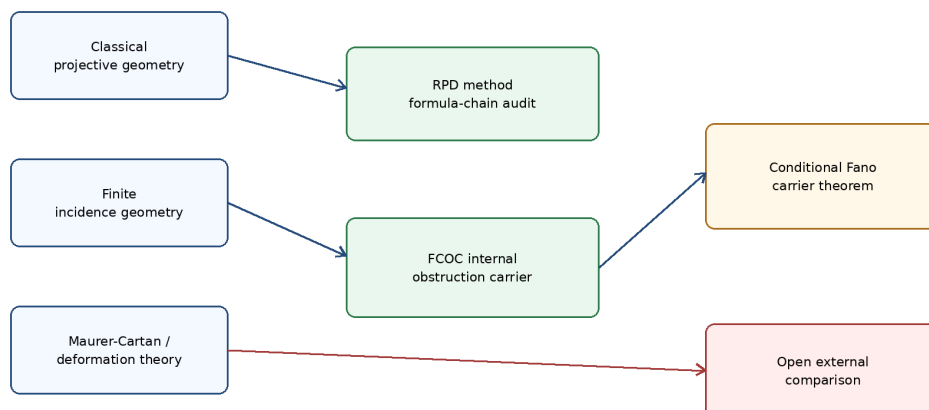 Classical
projective geometry
RPD method
formula-chain audit
Conditional Fano
carrier theorem
Finite
incidence geometry
FCOC internal
obstruction carrier
Maurer-Cartan /
deformation theory
Open external
comparison